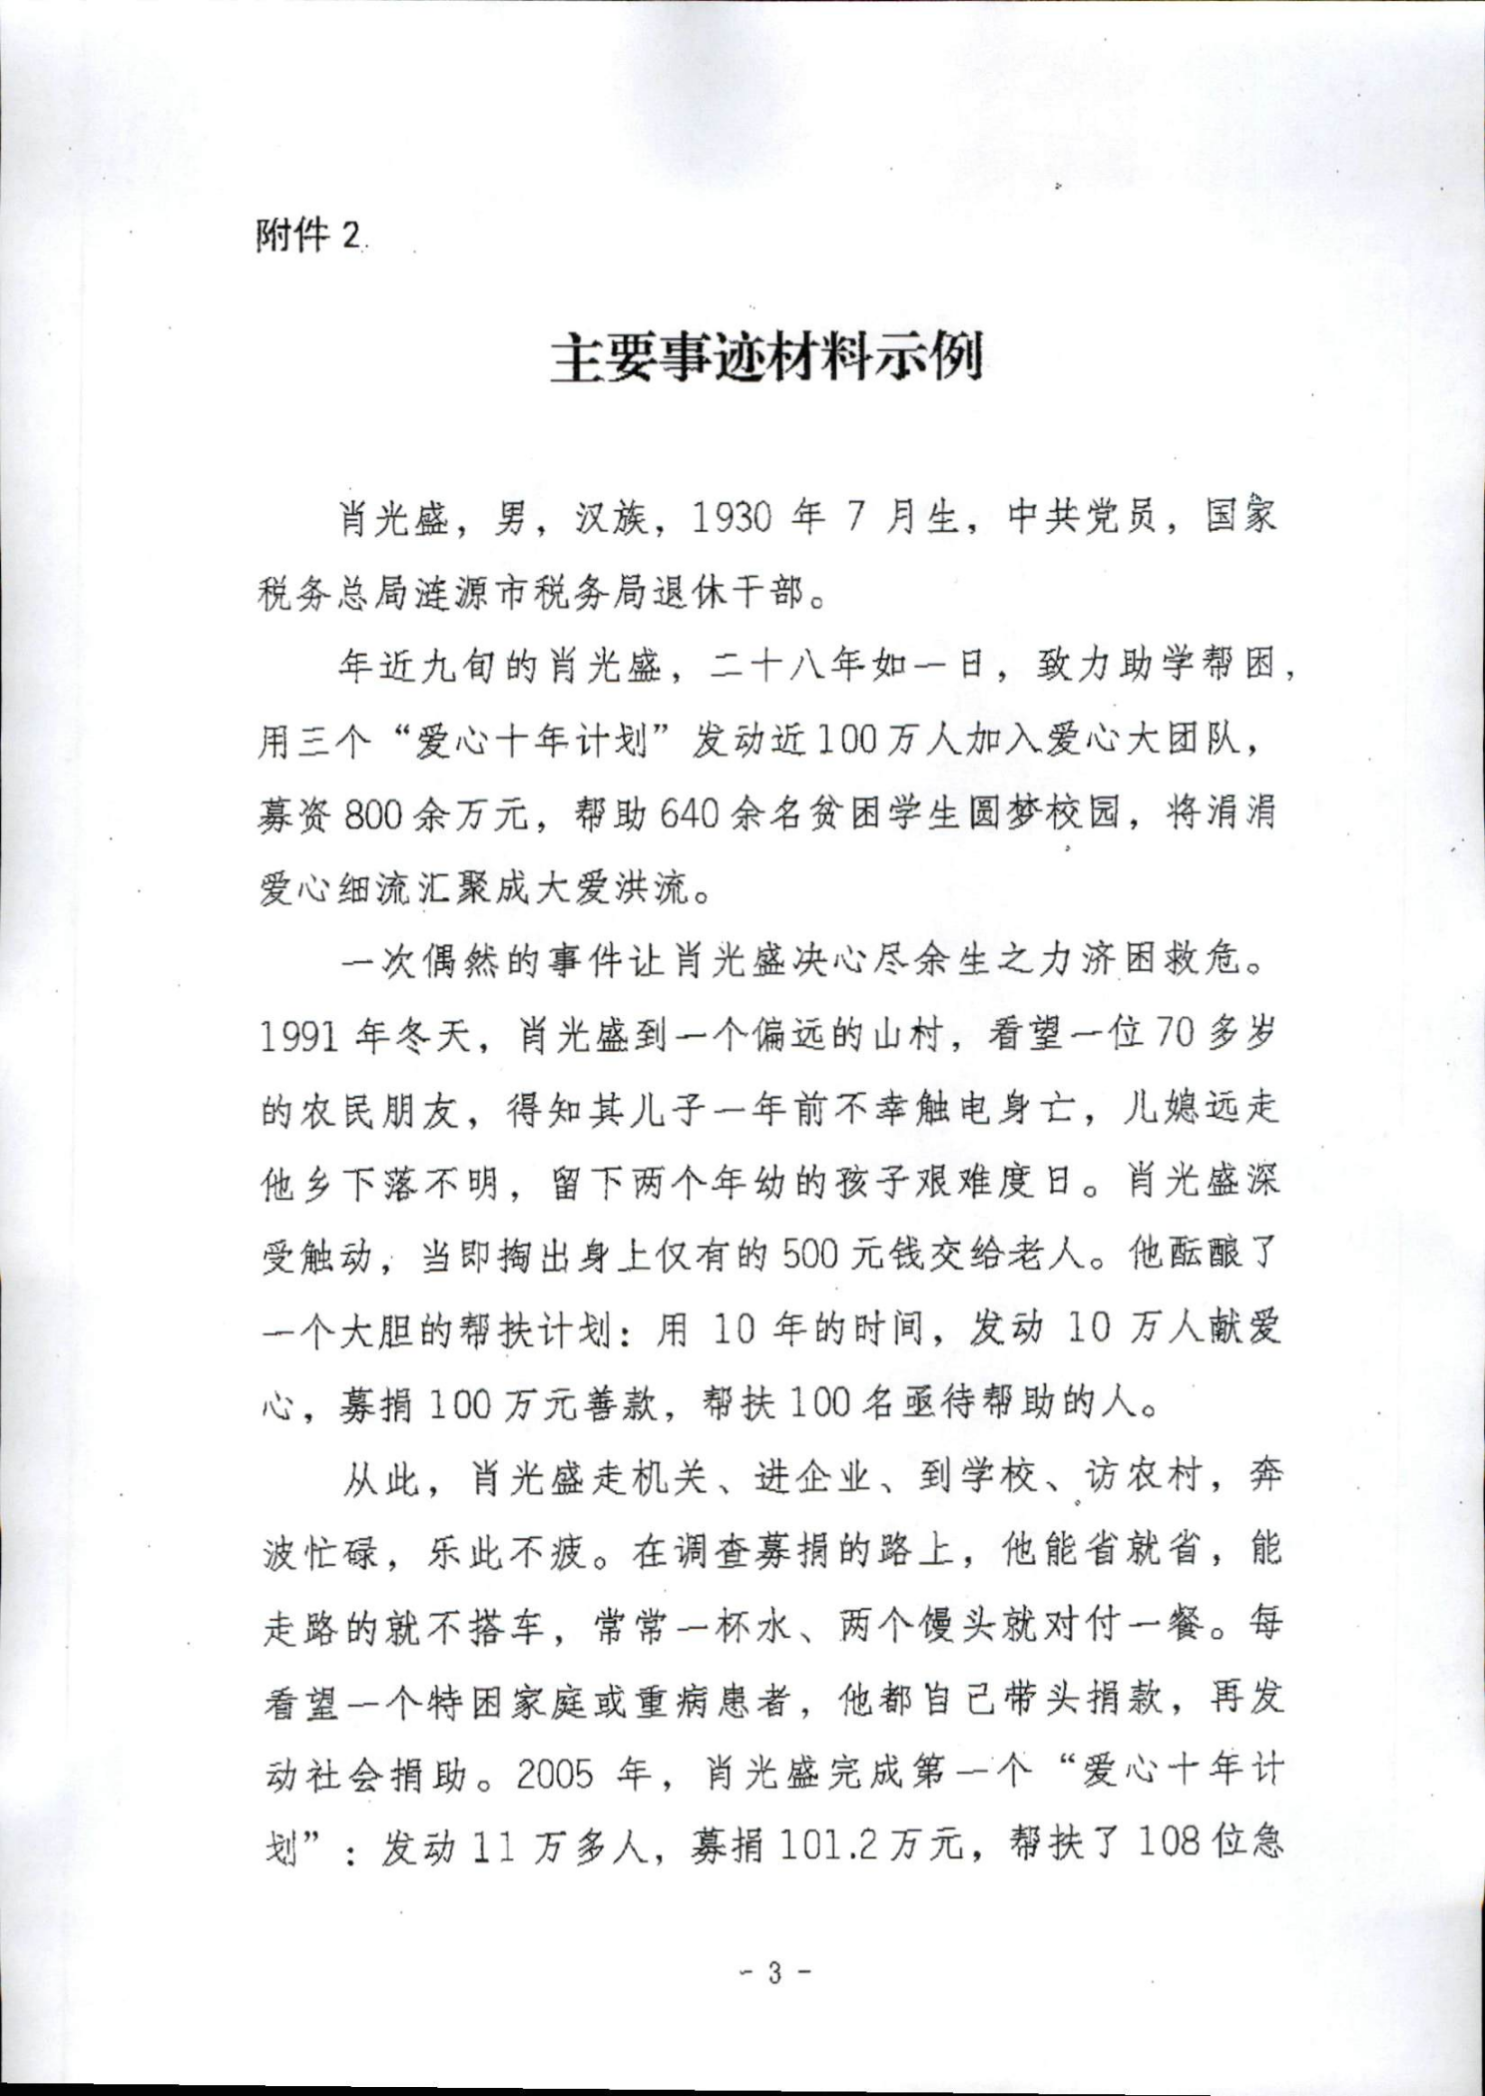 附件 2
主要事迹材料示例
肖光盛，男，汉族，1930 年 7 月生，中共党员，国家
税务总局涟源市税务局退休干部。
年近九旬的肖光盛，二十八年如一日，致力助学帮困，
用三个“爱心十年计划”发动近100万人加入爱心大团队，
募资 800 余万元，帮助 640 余名贫困学生圆梦校园，将涓涓
爱心细流汇聚成大爱洪流。
一次偶然的事件让肖光盛决心尽余生之力济困救危。
1991 年冬天，肖光盛到一个偏远的山村，看望一位 70 多岁
的农民朋友，得知其儿子一年前不幸触电身亡，儿媳远走
他乡下落不明，留下两个年幼的孩子艰难度日。肖光盛深
受触动，当即掏出身上仅有的 500 元钱交给老人。他酝酿了
一个大胆的帮扶计划：用 10 年的时间，发动 10 万人献爱
心，募捐 100 万元善款，帮扶 100 名亟待帮助的人。
从此，肖光盛走机关、进企业、到学校、访农村，奔
波忙碌，乐此不疲。在调查募捐的路上，他能省就省，能
走路的就不搭车，常常一杯水、两个馒头就对付一餐。每
看望一个特困家庭或重病患者，他都自己带头捐款，再发
动社会捐助。2005 年，肖光盛完成第一个“爱心十年计
划”：发动 11 万多人，募捐 101.2 万元，帮扶了 108 位急
- 3 -